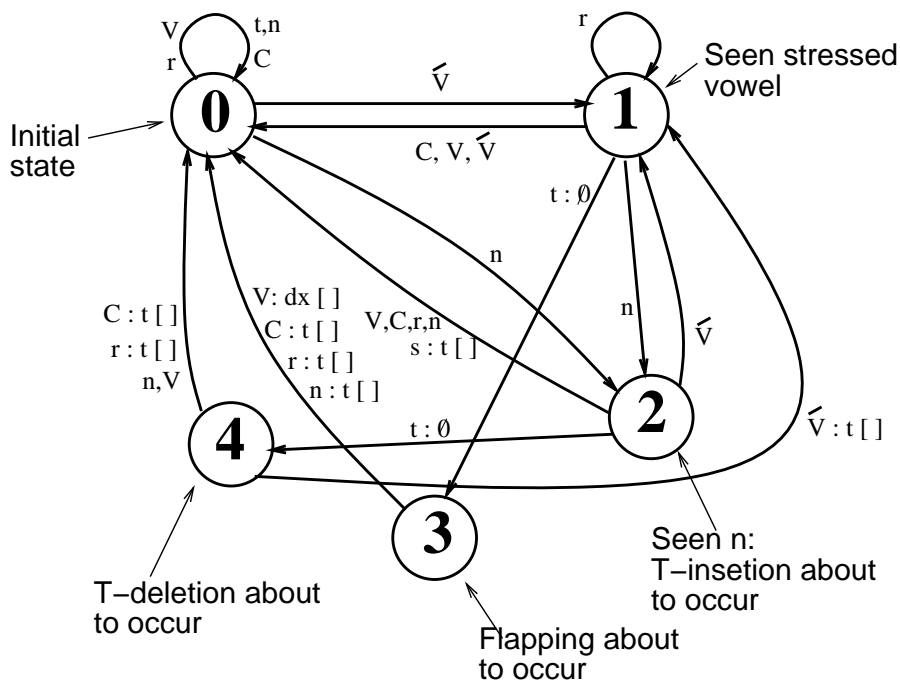 V
t,n
r
C
r
V́
0
1
Seen stressed
vowel
Initial
state
C, V, V́
t : ∅
n
n
V́
V: dx [ ]
C : t [ ]
r : t [ ]
n : t [ ]
V,C,r,n
s : t [ ]
C : t [ ]
r : t [ ]
n,V
2
V́ : t [ ]
4
t : ∅
3
T–deletion about
to occur
Flapping about
to occur
Seen n:
T–insetion about
to occur